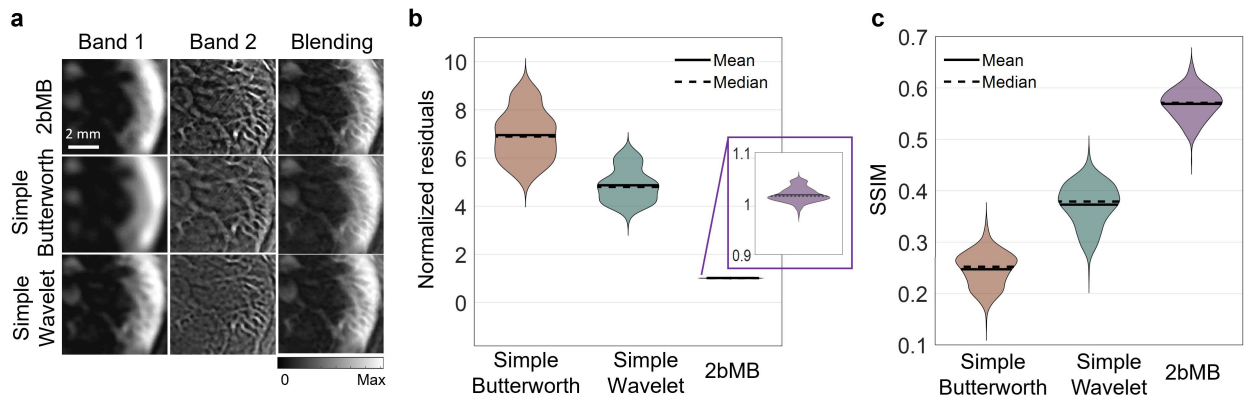 a
Band 1 Band 2 Blending
2bMB
Simple
Butterworth
Simple
Wavelet
2 mm
0 Max
b
Normalized residuals
10
8
6
4
2
0
Mean
Median
1.1
1
0.9
Simple
Butterworth
Simple
Wavelet
2bMB
c
SSIM
0.7
0.6
0.5
0.4
0.3
0.2
0.1
Mean
Median
Simple
Butterworth
Simple
Wavelet
2bMB